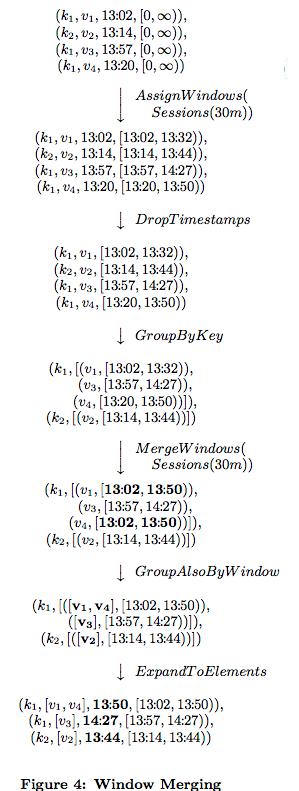 (k₁, v₁, 13:02, [0, ∞)),
(k₂, v₂, 13:14, [0, ∞)),
(k₁, v₃, 13:57, [0, ∞)),
(k₁, v₄, 13:20, [0, ∞))
↓ AssignWindows(
Sessions(30m))
(k₁, v₁, 13:02, [13:02, 13:32)),
(k₂, v₂, 13:14, [13:14, 13:44)),
(k₁, v₃, 13:57, [13:57, 14:27)),
(k₁, v₄, 13:20, [13:20, 13:50))
↓ DropTimestamps
(k₁, v₁, [13:02, 13:32)),
(k₂, v₂, [13:14, 13:44)),
(k₁, v₃, [13:57, 14:27)),
(k₁, v₄, [13:20, 13:50))
↓ GroupByKey
(k₁, [(v₁, [13:02, 13:32)),
(v₃, [13:57, 14:27)),
(v₄, [13:20, 13:50))]),
(k₂, [(v₂, [13:14, 13:44))])
↓ MergeWindows(
Sessions(30m))
(k₁, [(v₁, [13:02, 13:50)),
(v₃, [13:57, 14:27)),
(v₄, [13:02, 13:50))]),
(k₂, [(v₂, [13:14, 13:44))])
↓ GroupAlsoByWindow
(k₁, [([v₁, v₄], [13:02, 13:50)),
([v₃], [13:57, 14:27))]),
(k₂, [([v₂], [13:14, 13:44))])
↓ ExpandToElements
(k₁, [v₁, v₄], 13:50, [13:02, 13:50)),
(k₁, [v₃], 14:27, [13:57, 14:27)),
(k₂, [v₂], 13:44, [13:14, 13:44))
Figure 4: Window Merging